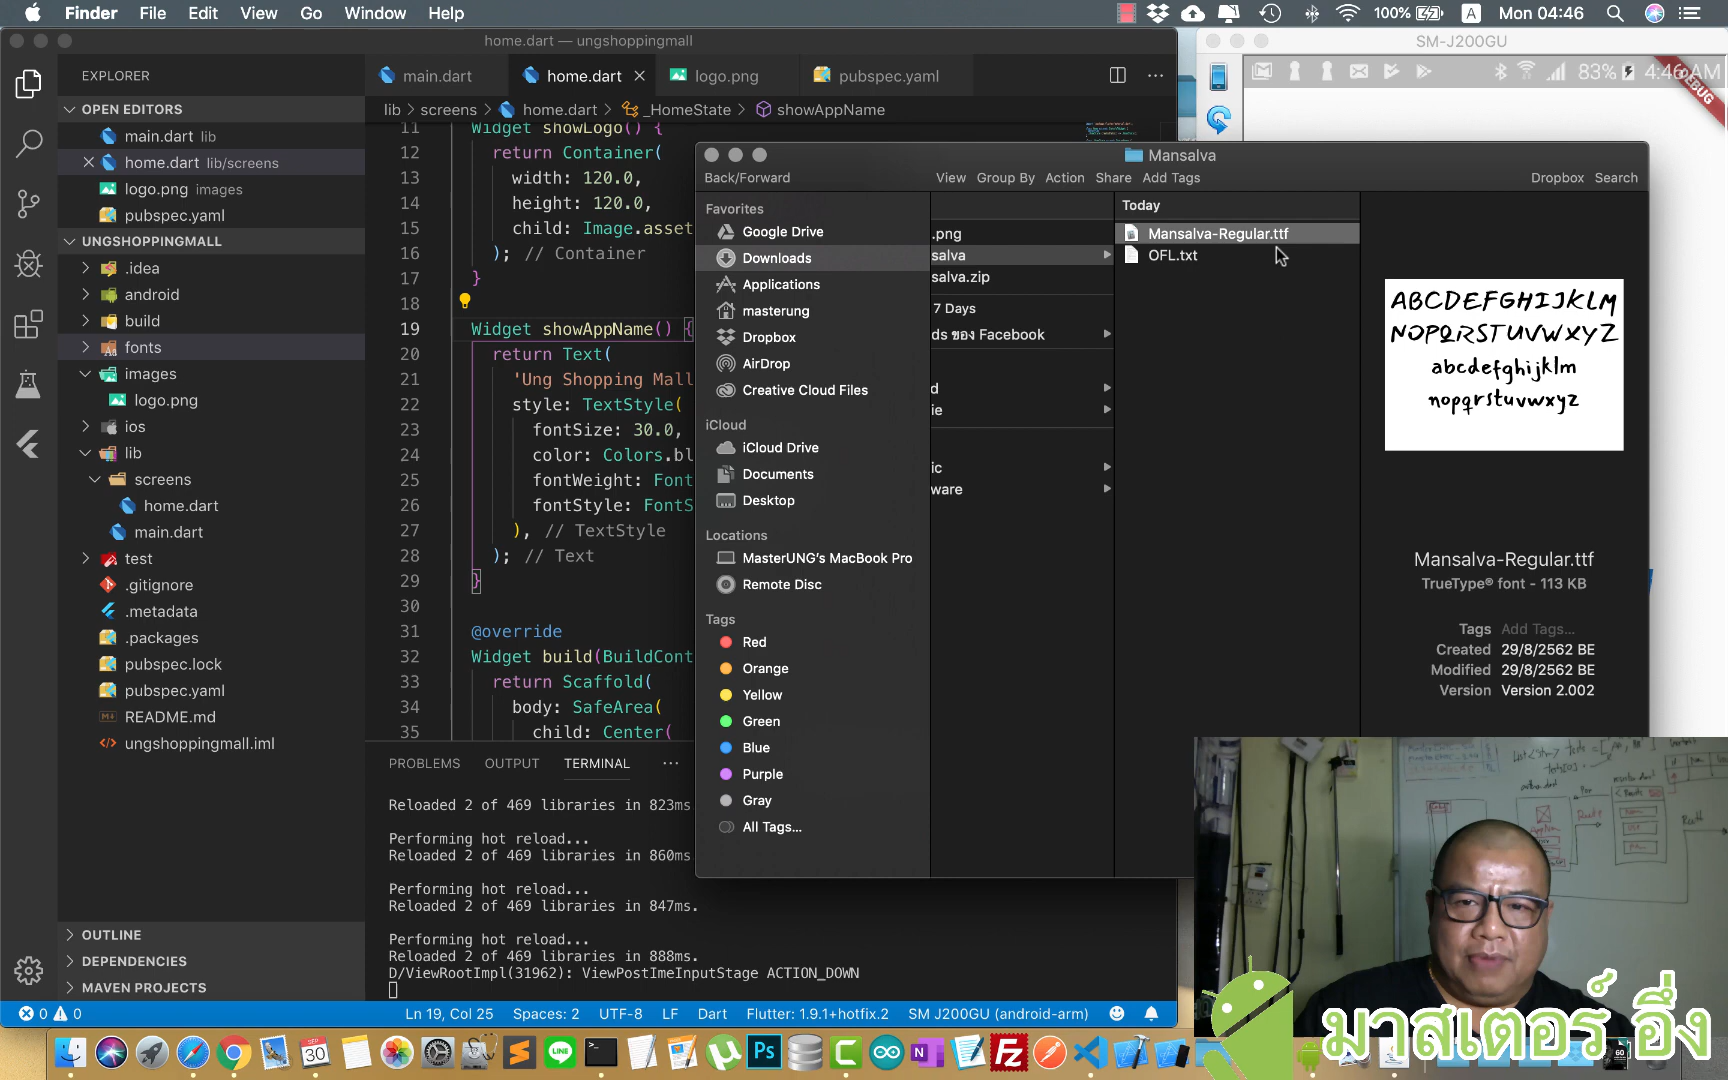 Finder File Edit View Go Window Help
100% A Mon 04:46
home.dart — ungshoppingmall
SM-J200GU
EXPLORER
main.dart home.dart logo.png pubspec.yaml
83% 4:46 AM
DEBUG
OPEN EDITORS
lib > screens > home.dart > _HomeState > showAppName
main.dart lib
home.dart lib/screens
logo.png images
pubspec.yaml
UNGSHOPPINGMALL
.idea
android
build
fonts
images
logo.png
ios
lib
screens
home.dart
main.dart
test
.gitignore
.metadata
.packages
pubspec.lock
pubspec.yaml
README.md
ungshoppingmall.iml
OUTLINE
DEPENDENCIES
MAVEN PROJECTS
11 Widget showLogo() {
12 return Container(
13 width: 120.0,
14 height: 120.0,
15 child: Image.asset
16 ); // Container
17 }
18
19 Widget showAppName() {
20 return Text(
21 'Ung Shopping Mall
22 style: TextStyle(
23 fontSize: 30.0,
24 color: Colors.bl
25 fontWeight: Font
26 fontStyle: FontS
27 ), // TextStyle
28 ); // Text
29 }
30
31 @override
32 Widget build(BuildCont
33 return Scaffold(
34 body: SafeArea(
35 child: Center(
PROBLEMS OUTPUT TERMINAL
Reloaded 2 of 469 libraries in 823ms.
Performing hot reload...
Reloaded 2 of 469 libraries in 860ms.
Performing hot reload...
Reloaded 2 of 469 libraries in 847ms.
Performing hot reload...
Reloaded 2 of 469 libraries in 888ms.
D/ViewRootImpl(31962): ViewPostImeInputStage ACTION_DOWN
0 0 Ln 19, Col 25 Spaces: 2 UTF-8 LF Dart Flutter: 1.9.1+hotfix.2 SM J200GU (android-arm)
Mansalva
Back/Forward View Group By Action Share Add Tags Dropbox Search
Favorites
Google Drive
Downloads
Applications
masterung
Dropbox
AirDrop
Creative Cloud Files
iCloud
iCloud Drive
Documents
Desktop
Locations
MasterUNG's MacBook Pro
Remote Disc
Tags
Red
Orange
Yellow
Green
Blue
Purple
Gray
All Tags...
.png
salva
salva.zip
7 Days
ds ของ Facebook
d
ie
ic
ware
Today
Mansalva-Regular.ttf
OFL.txt
ABCDEFGHIJKLM
NOPQRSTUVWXYZ
abcdefghijklm
nopqrstuvwxyz
Mansalva-Regular.ttf
TrueType® font - 113 KB
Tags Add Tags...
Created 29/8/2562 BE
Modified 29/8/2562 BE
Version Version 2.002
มาสเตอร์ อึ่ง